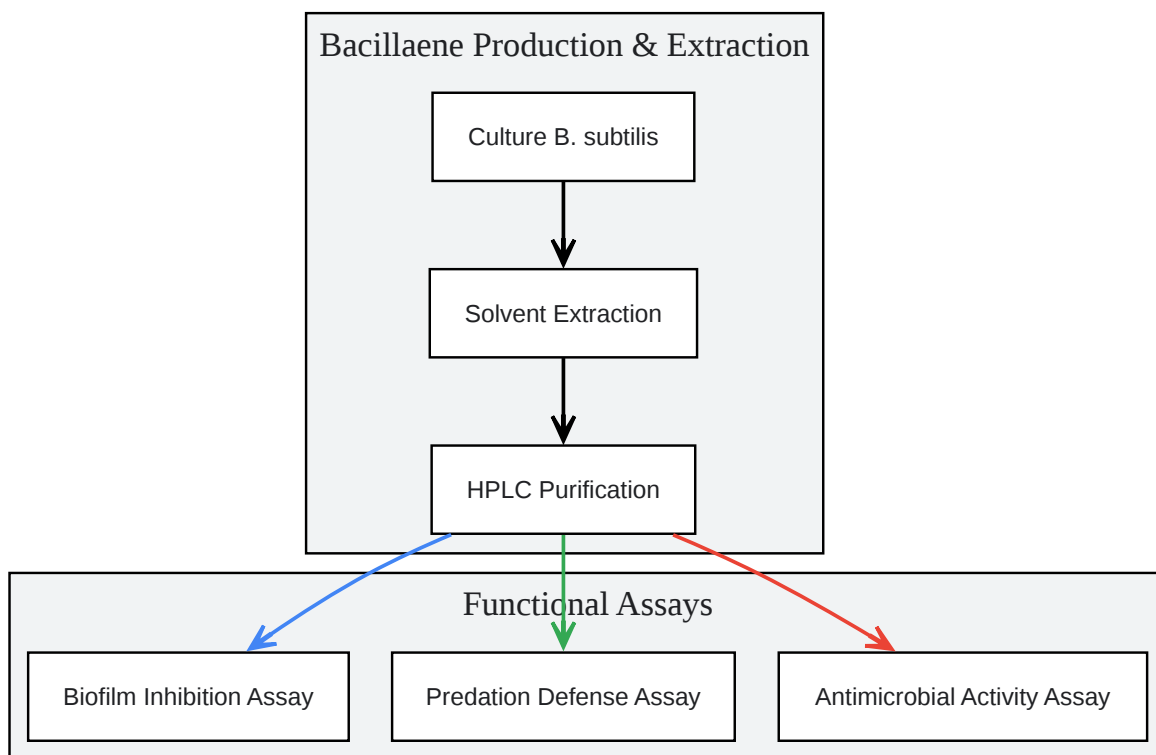 Bacillaene Production & Extraction
Culture B. subtilis
Solvent Extraction
HPLC Purification
Functional Assays
Biofilm Inhibition Assay
Predation Defense Assay
Antimicrobial Activity Assay